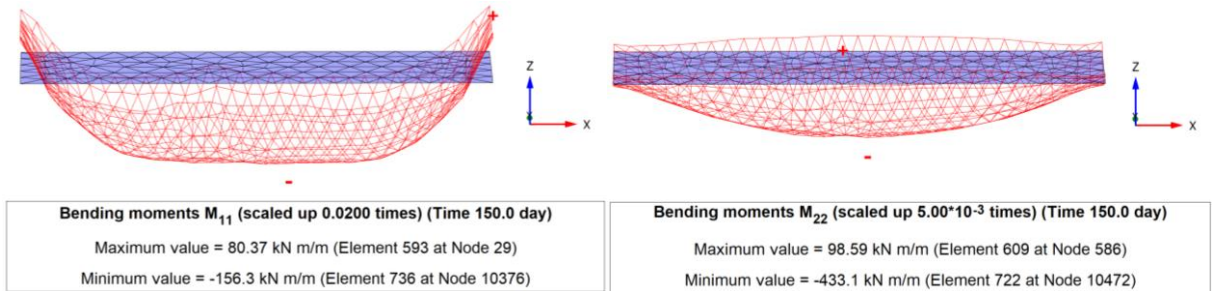 +
Z
X
-
+
Z
X
-
Bending moments M11 (scaled up 0.0200 times) (Time 150.0 day)
Maximum value = 80.37 kN m/m (Element 593 at Node 29)
Minimum value = -156.3 kN m/m (Element 736 at Node 10376)
Bending moments M22 (scaled up 5.00*10-3 times) (Time 150.0 day)
Maximum value = 98.59 kN m/m (Element 609 at Node 586)
Minimum value = -433.1 kN m/m (Element 722 at Node 10472)